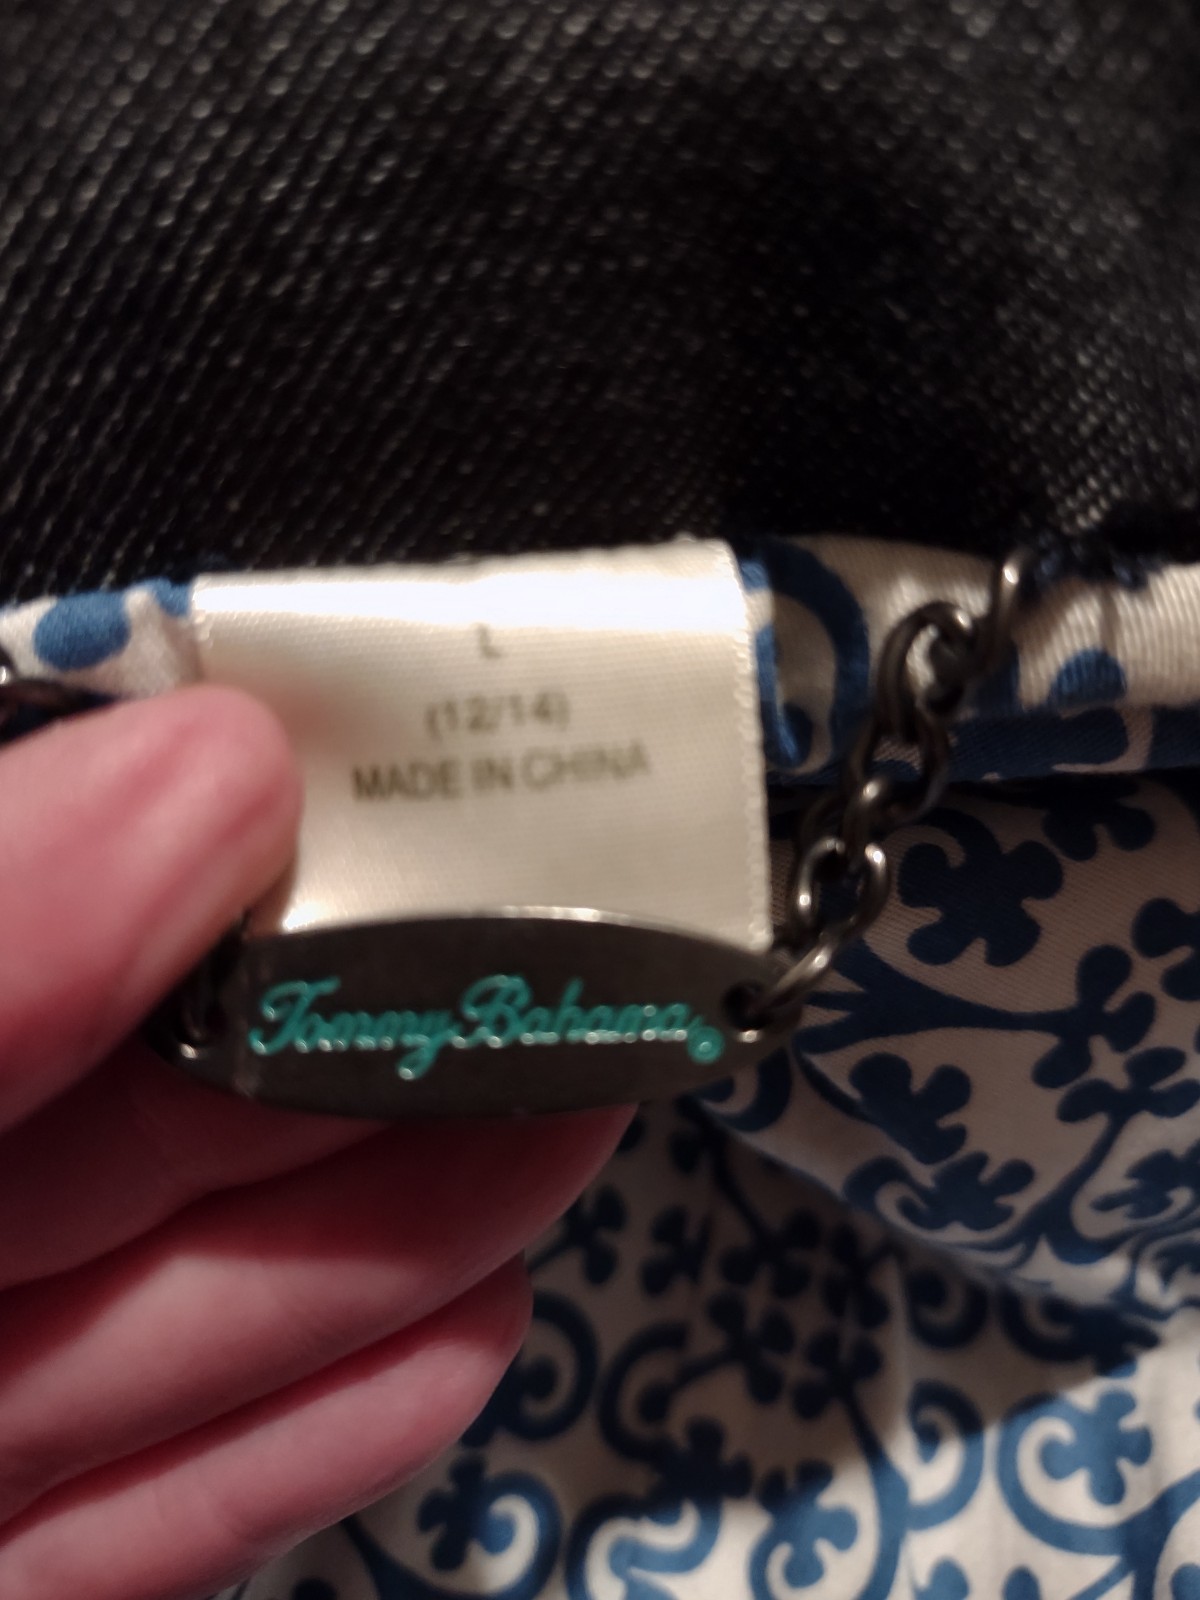 L
(12/14)
MADE IN CHINA
Tommy Bahama®